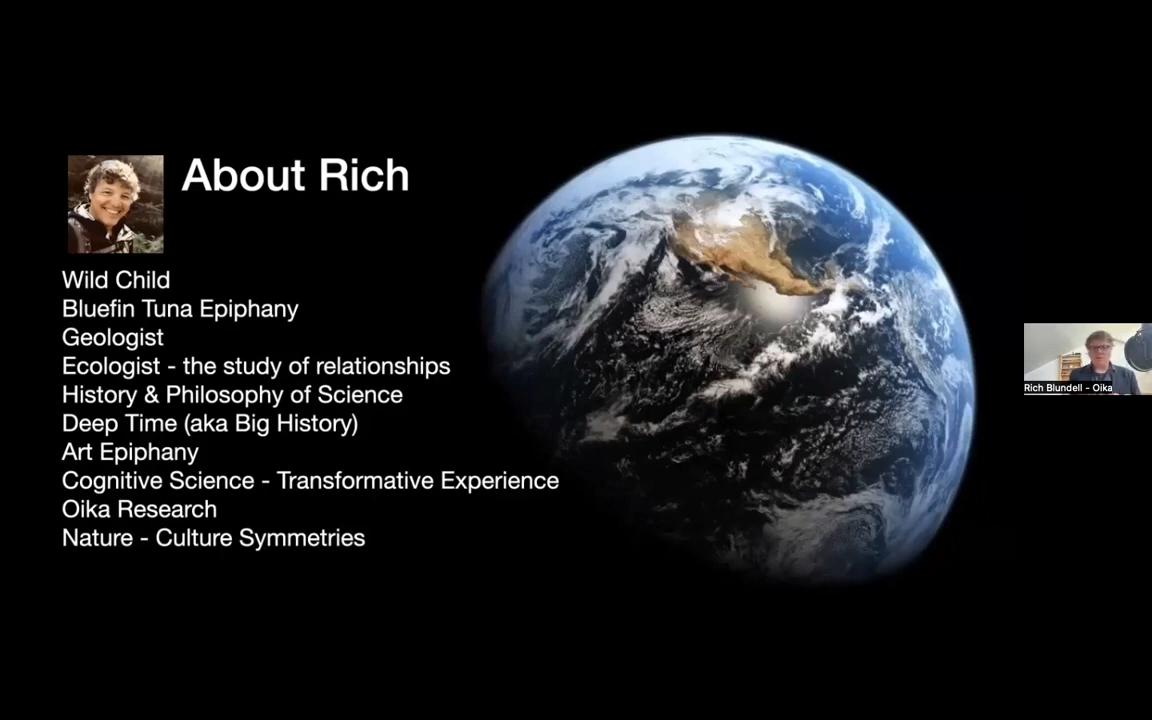 About Rich
Wild Child
Bluefin Tuna Epiphany
Geologist
Ecologist - the study of relationships
History & Philosophy of Science
Deep Time (aka Big History)
Art Epiphany
Cognitive Science - Transformative Experience
Oika Research
Nature - Culture Symmetries
Rich Blundell - Oika